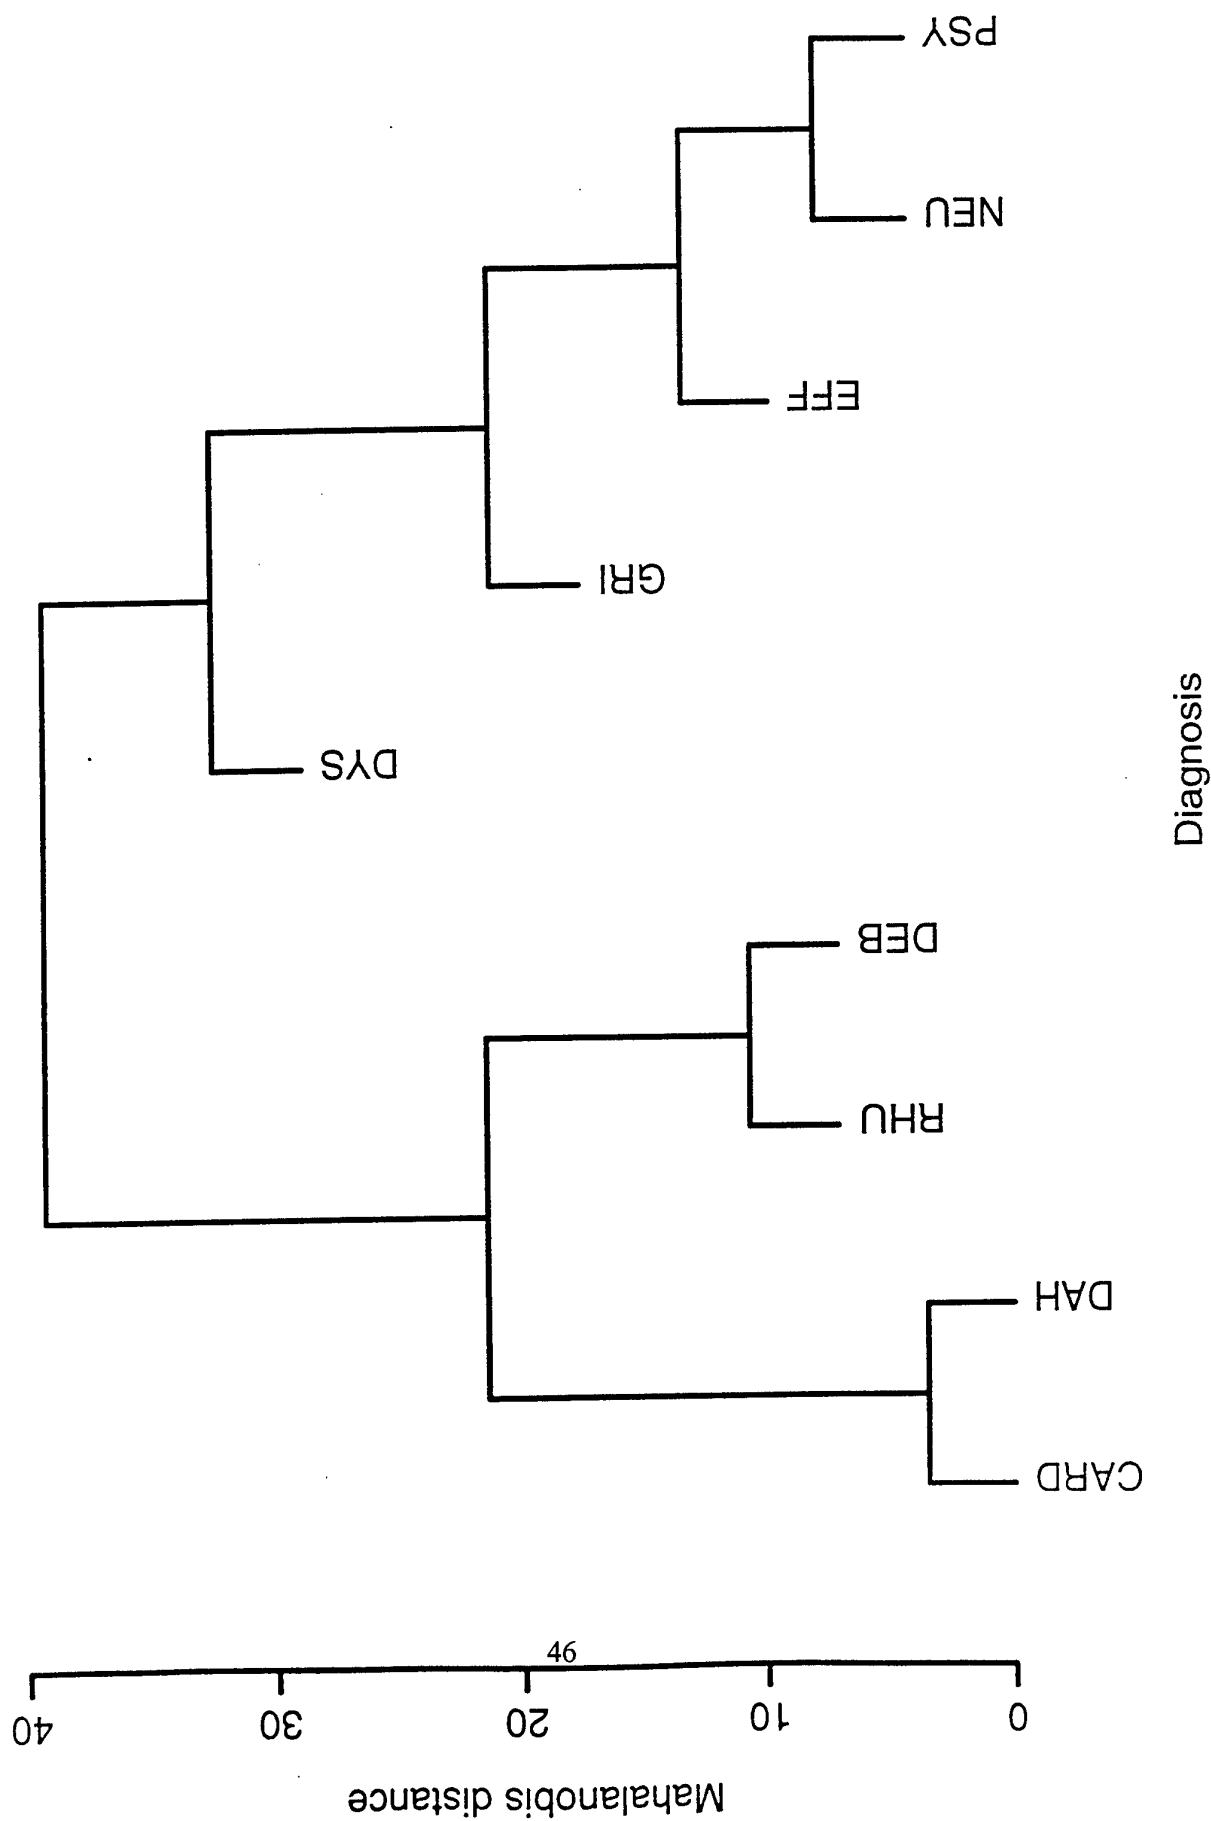 PSY
NEU
EFF
GRI
DYS
DEB
RHU
DAH
CARD
Diagnosis
46
40
30
20
10
0
Mahalanobis distance